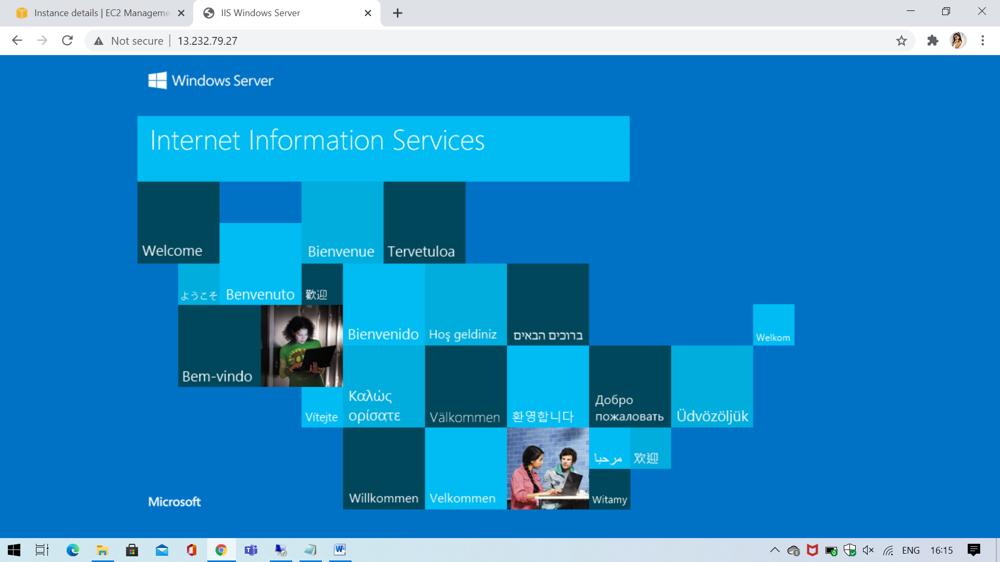 Instance details | EC2 Manageme
IIS Windows Server
Not secure
13.232.79.27
Windows Server
Internet Information Services
Welcome
Bienvenue
Tervetuloa
ようこそ
Benvenuto
歡迎
Bienvenido
Hoş geldiniz
ברוכים הבאים
Welkom
Bem-vindo
Vítejte
Καλώς
ορίσατε
Välkommen
환영합니다
Добро
пожаловать
Üdvözöljük
Willkommen
Velkommen
مرحبا
欢迎
Witamy
Microsoft
ENG
16:15